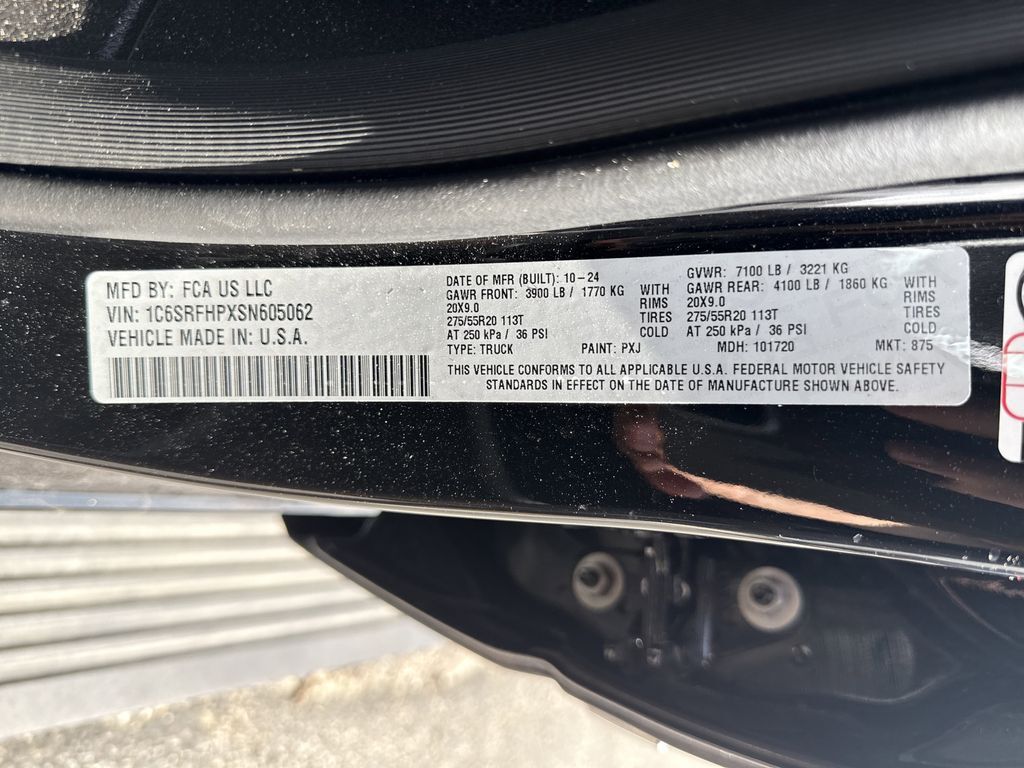 MFD BY: FCA US LLC
VIN: 1C6SRFHPXSN605062
VEHICLE MADE IN: U.S.A.
DATE OF MFR (BUILT): 10-24
GAWR FRONT: 3900 LB / 1770 KG WITH
20X9.0 RIMS
275/55R20 113T TIRES
AT 250 kPa / 36 PSI COLD
GVWR: 7100 LB / 3221 KG
GAWR REAR: 4100 LB / 1860 KG WITH
20X9.0 RIMS
275/55R20 113T TIRES
AT 250 kPa / 36 PSI COLD
TYPE: TRUCK PAINT: PXJ MDH: 101720 MKT: 875
THIS VEHICLE CONFORMS TO ALL APPLICABLE U.S.A. FEDERAL MOTOR VEHICLE SAFETY
STANDARDS IN EFFECT ON THE DATE OF MANUFACTURE SHOWN ABOVE.